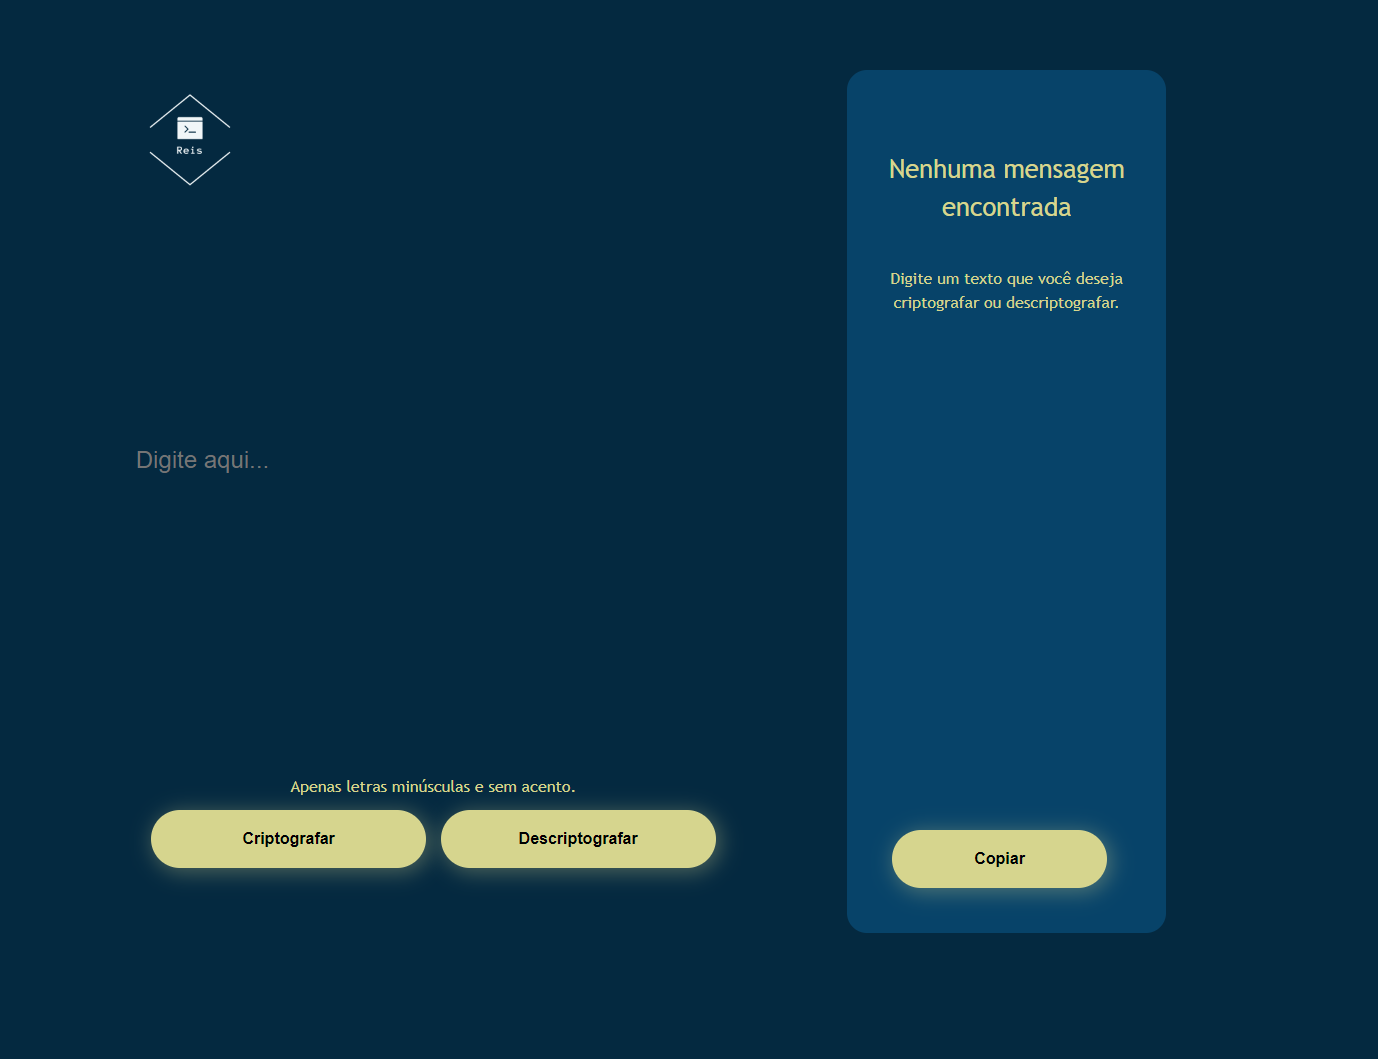 >_
Reis
Digite aqui...
Apenas letras minúsculas e sem acento.
Criptografar
Descriptografar
Nenhuma mensagem
encontrada
Digite um texto que você deseja
criptografar ou descriptografar.
Copiar